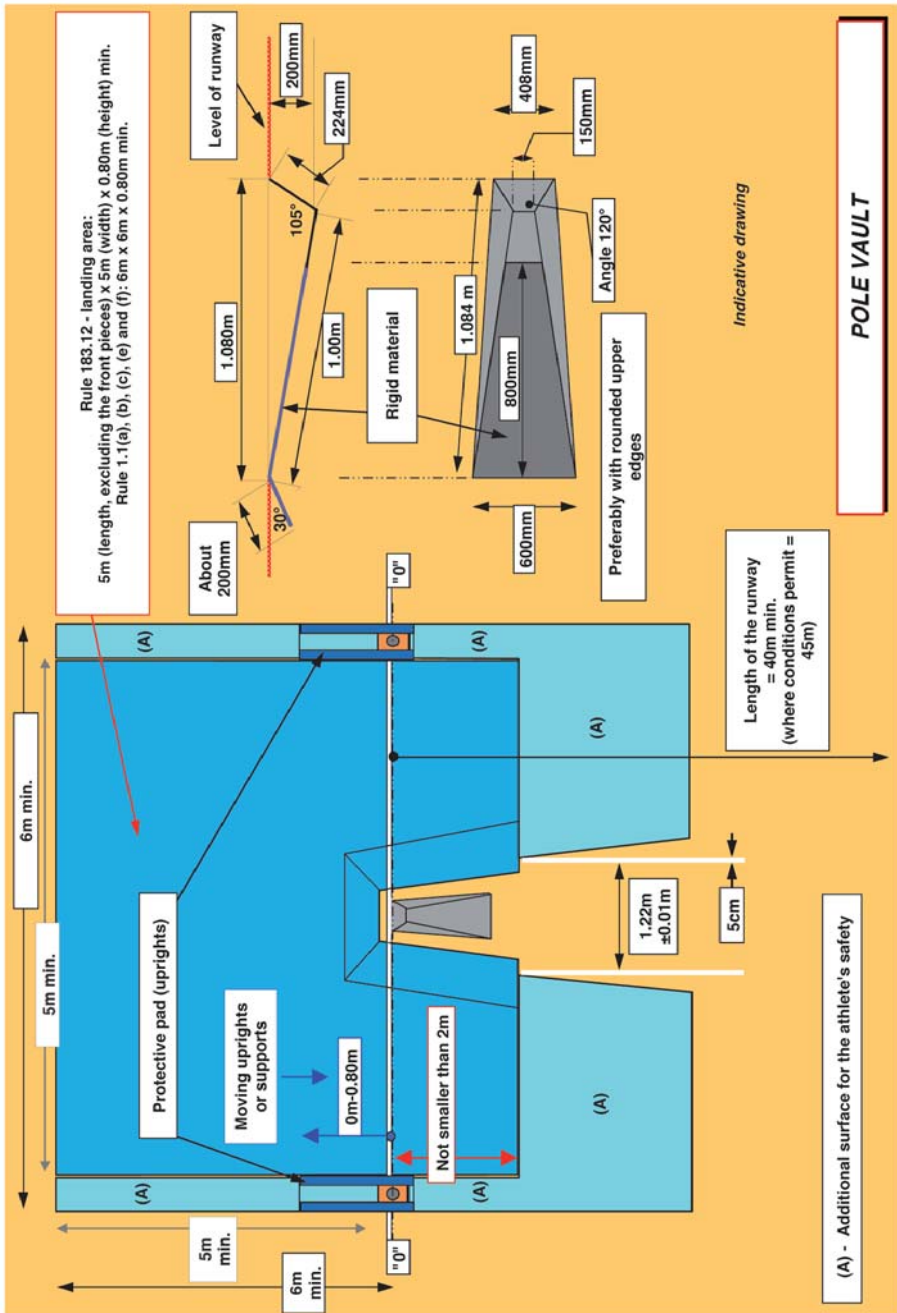 Rule 183.12 - landing area:
5m (length, excluding the front pieces) x 5m (width) x 0.80m (height) min.
Rule 1.1(a), (b), (c), (e) and (f): 6m x 6m x 0.80m min.
6m min.
5m min.
Protective pad (uprights)
Moving uprights
or supports
0m-0.80m
Not smaller than 2m
5m
min.
6m
min.
"0"
"0"
(A)
(A)
(A)
(A)
(A)
(A)
1.22m
±0.01m
5cm
Length of the runway
= 40m min.
(where conditions permit =
45m)
(A) - Additional surface for the athlete's safety
About
200mm
30°
1.080m
105°
Level of runway
200mm
224mm
1.00m
Rigid material
1.084 m
800mm
600mm
408mm
150mm
Angle 120°
Preferably with rounded upper
edges
Indicative drawing
POLE VAULT